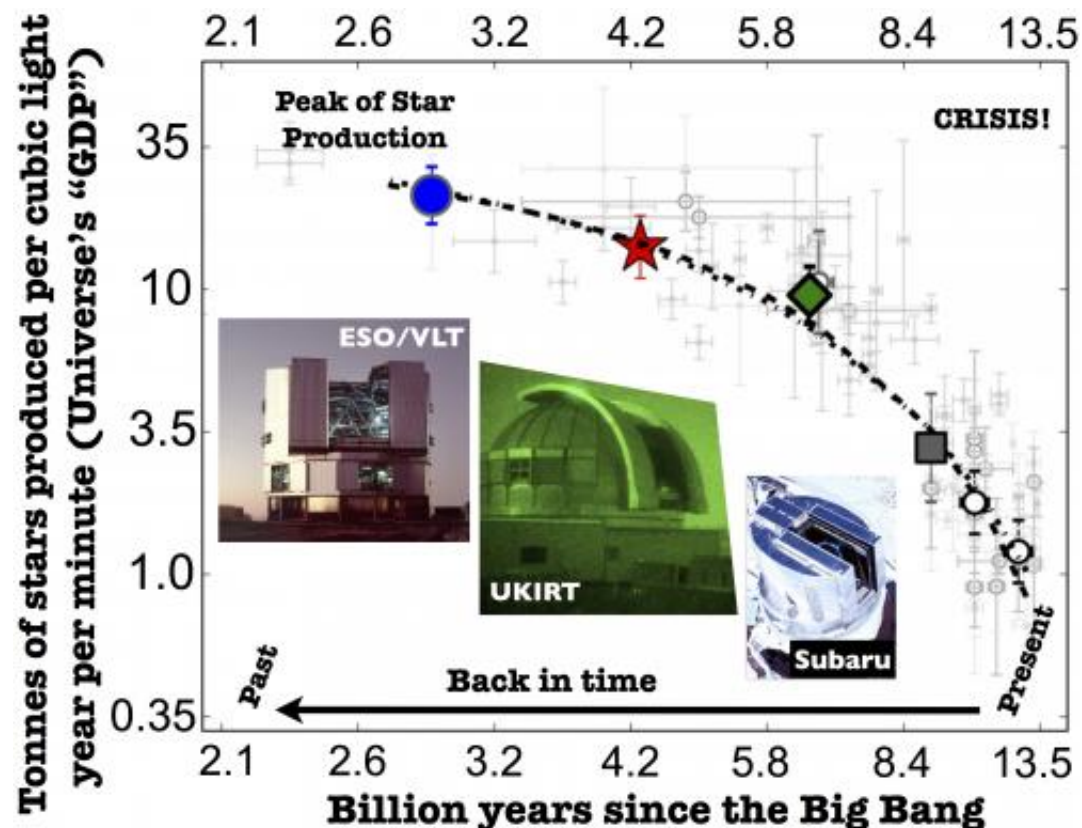 2.1 2.6 3.2 4.2 5.8 8.4 13.5
Tonnes of stars produced per cubic light
year per minute (Universe's "GDP")
Peak of Star
Production
CRISIS!
35
10
3.5
1.0
0.35
ESO/VLT
UKIRT
Subaru
Past
Back in time
Present
2.1 2.6 3.2 4.2 5.8 8.4 13.5
Billion years since the Big Bang